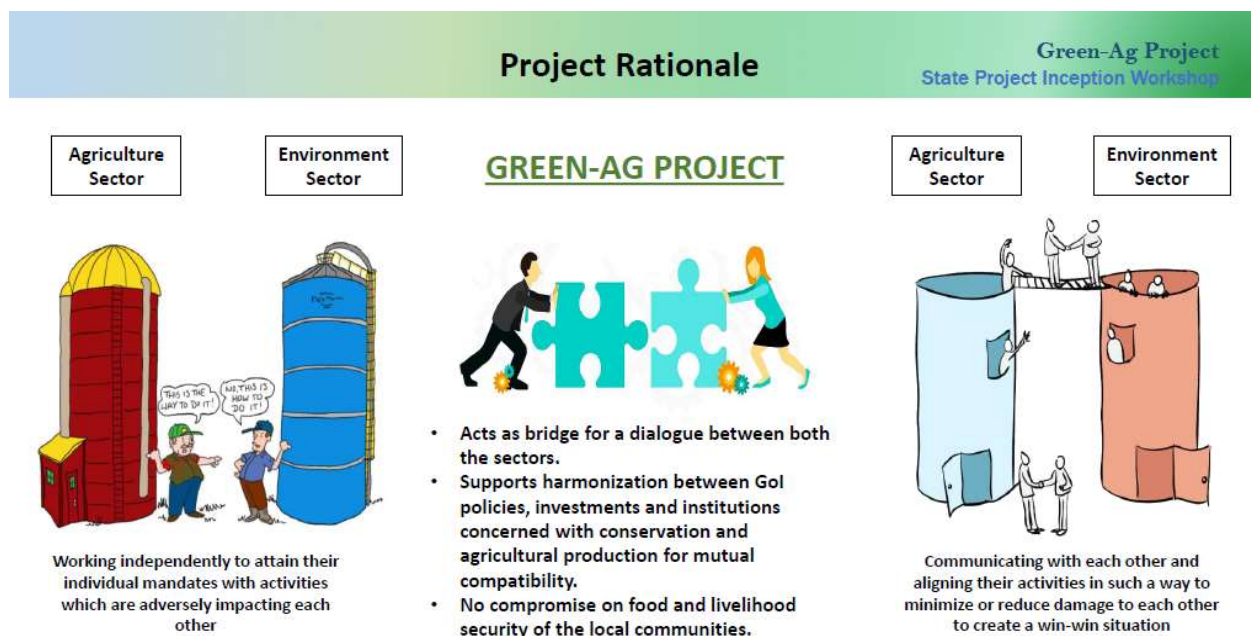 Project Rationale
Green-Ag Project
State Project Inception Workshop
Agriculture
Sector
Environment
Sector
THIS IS THE
WAY TO DO IT!
NO, THIS IS
HOW TO
DO IT!
Working independently to attain their
individual mandates with activities
which are adversely impacting each
other
GREEN-AG PROJECT
• Acts as bridge for a dialogue between both
the sectors.
• Supports harmonization between GoI
policies, investments and institutions
concerned with conservation and
agricultural production for mutual
compatibility.
• No compromise on food and livelihood
security of the local communities.
Agriculture
Sector
Environment
Sector
Communicating with each other and
aligning their activities in such a way to
minimize or reduce damage to each other
to create a win-win situation